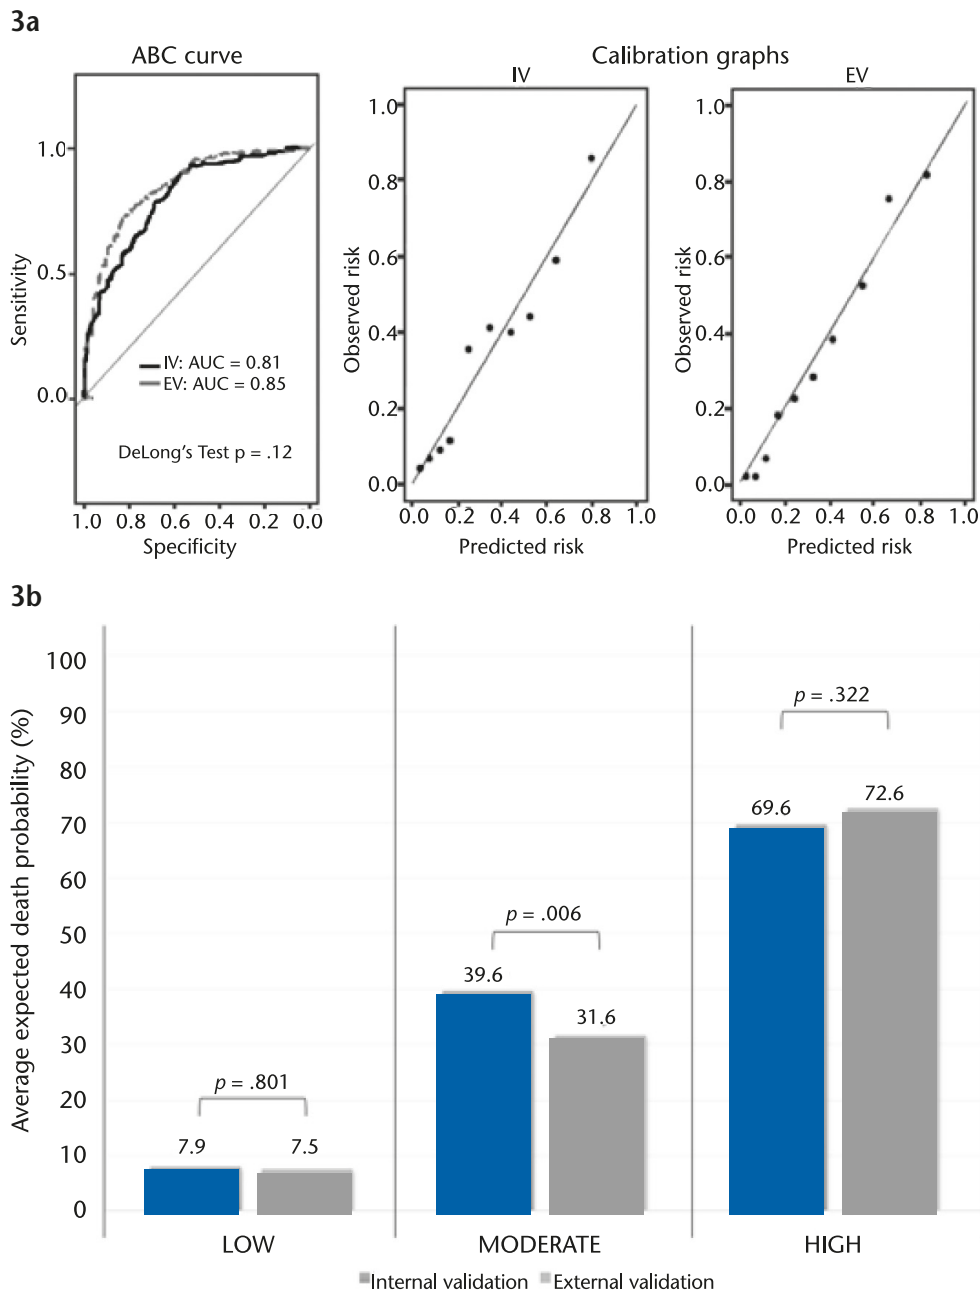 3a
ABC curve
Calibration graphs
IV
EV
1.0
0.5
0.0
Sensitivity
IV: AUC = 0.81
EV: AUC = 0.85
DeLong's Test p = .12
1.0 0.8 0.6 0.4 0.2 0.0
Specificity
1.0
0.8
0.6
0.4
0.2
0.0
Observed risk
0.0 0.2 0.4 0.6 0.8 1.0
Predicted risk
1.0
0.8
0.6
0.4
0.2
0.0
Observed risk
0.0 0.2 0.4 0.6 0.8 1.0
Predicted risk
3b
Average expected death probability (%)
100
90
80
70
60
50
40
30
20
10
0
p = .801
7.9
7.5
p = .006
39.6
31.6
p = .322
69.6
72.6
LOW
MODERATE
HIGH
Internal validation
External validation